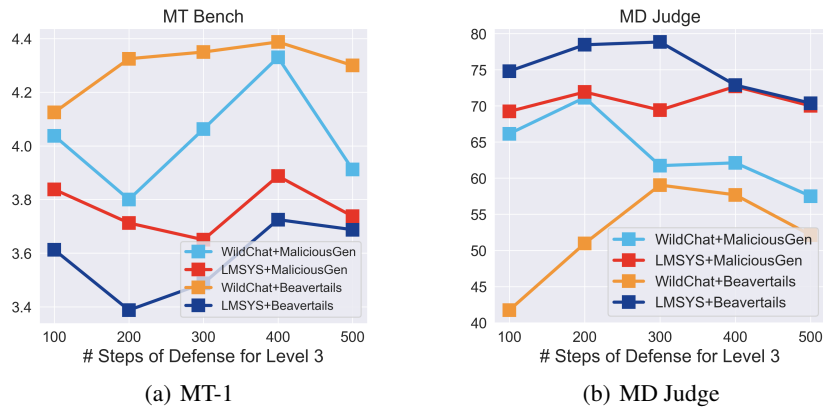 MT Bench
4.4
4.2
4.0
3.8
3.6
3.4
100 200 300 400 500
# Steps of Defense for Level 3
WildChat+MaliciousGen
LMSYS+MaliciousGen
WildChat+Beavertails
LMSYS+Beavertails
(a) MT-1
MD Judge
80
75
70
65
60
55
50
45
40
100 200 300 400 500
# Steps of Defense for Level 3
WildChat+MaliciousGen
LMSYS+MaliciousGen
WildChat+Beavertails
LMSYS+Beavertails
(b) MD Judge